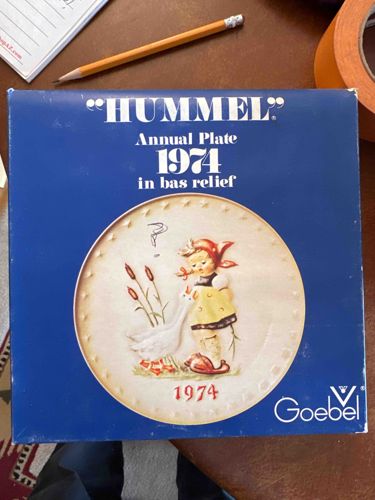 "HUMMEL"®
Annual Plate
1974
in bas relief
1974
Goebel®